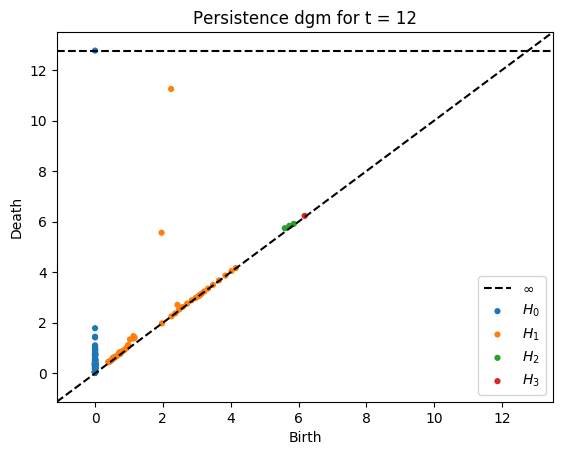 Persistence dgm for t = 12
Death
12
10
8
6
4
2
0
0 2 4 6 8 10 12
Birth
∞
H₀
H₁
H₂
H₃